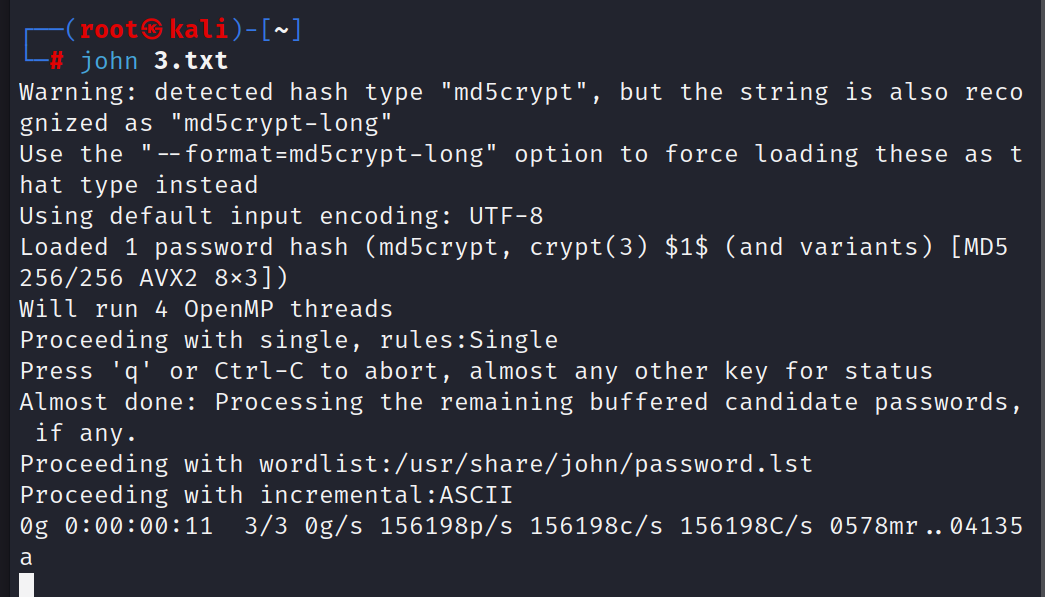 ┌──(root㉿kali)-[~]
└─# john 3.txt
Warning: detected hash type "md5crypt", but the string is also reco
gnized as "md5crypt-long"
Use the "--format=md5crypt-long" option to force loading these as t
hat type instead
Using default input encoding: UTF-8
Loaded 1 password hash (md5crypt, crypt(3) $1$ (and variants) [MD5
256/256 AVX2 8×3])
Will run 4 OpenMP threads
Proceeding with single, rules:Single
Press 'q' or Ctrl-C to abort, almost any other key for status
Almost done: Processing the remaining buffered candidate passwords,
 if any.
Proceeding with wordlist:/usr/share/john/password.lst
Proceeding with incremental:ASCII
0g 0:00:00:11  3/3 0g/s 156198p/s 156198c/s 156198C/s 0578mr..04135
a